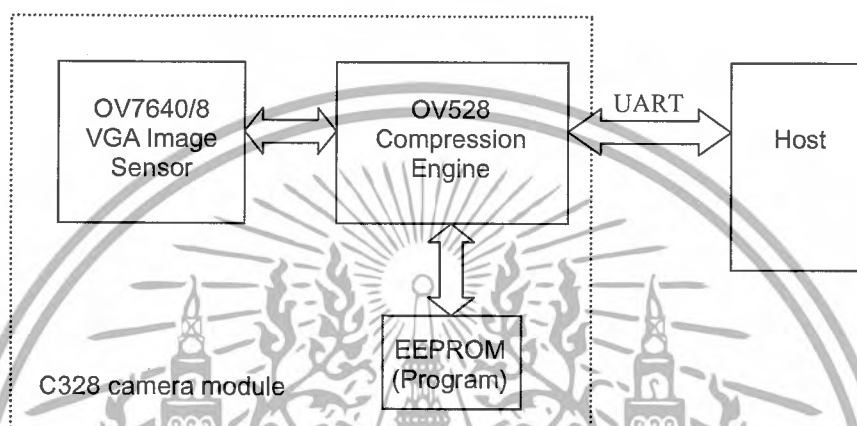 OV7640/8
VGA Image
Sensor
OV528
Compression
Engine
UART
Host
EEPROM
(Program)
C328 camera module